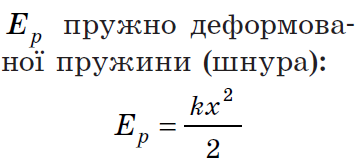 Eₚ пружно деформова-
ної пружини (шнура):
Eₚ = kx²/2